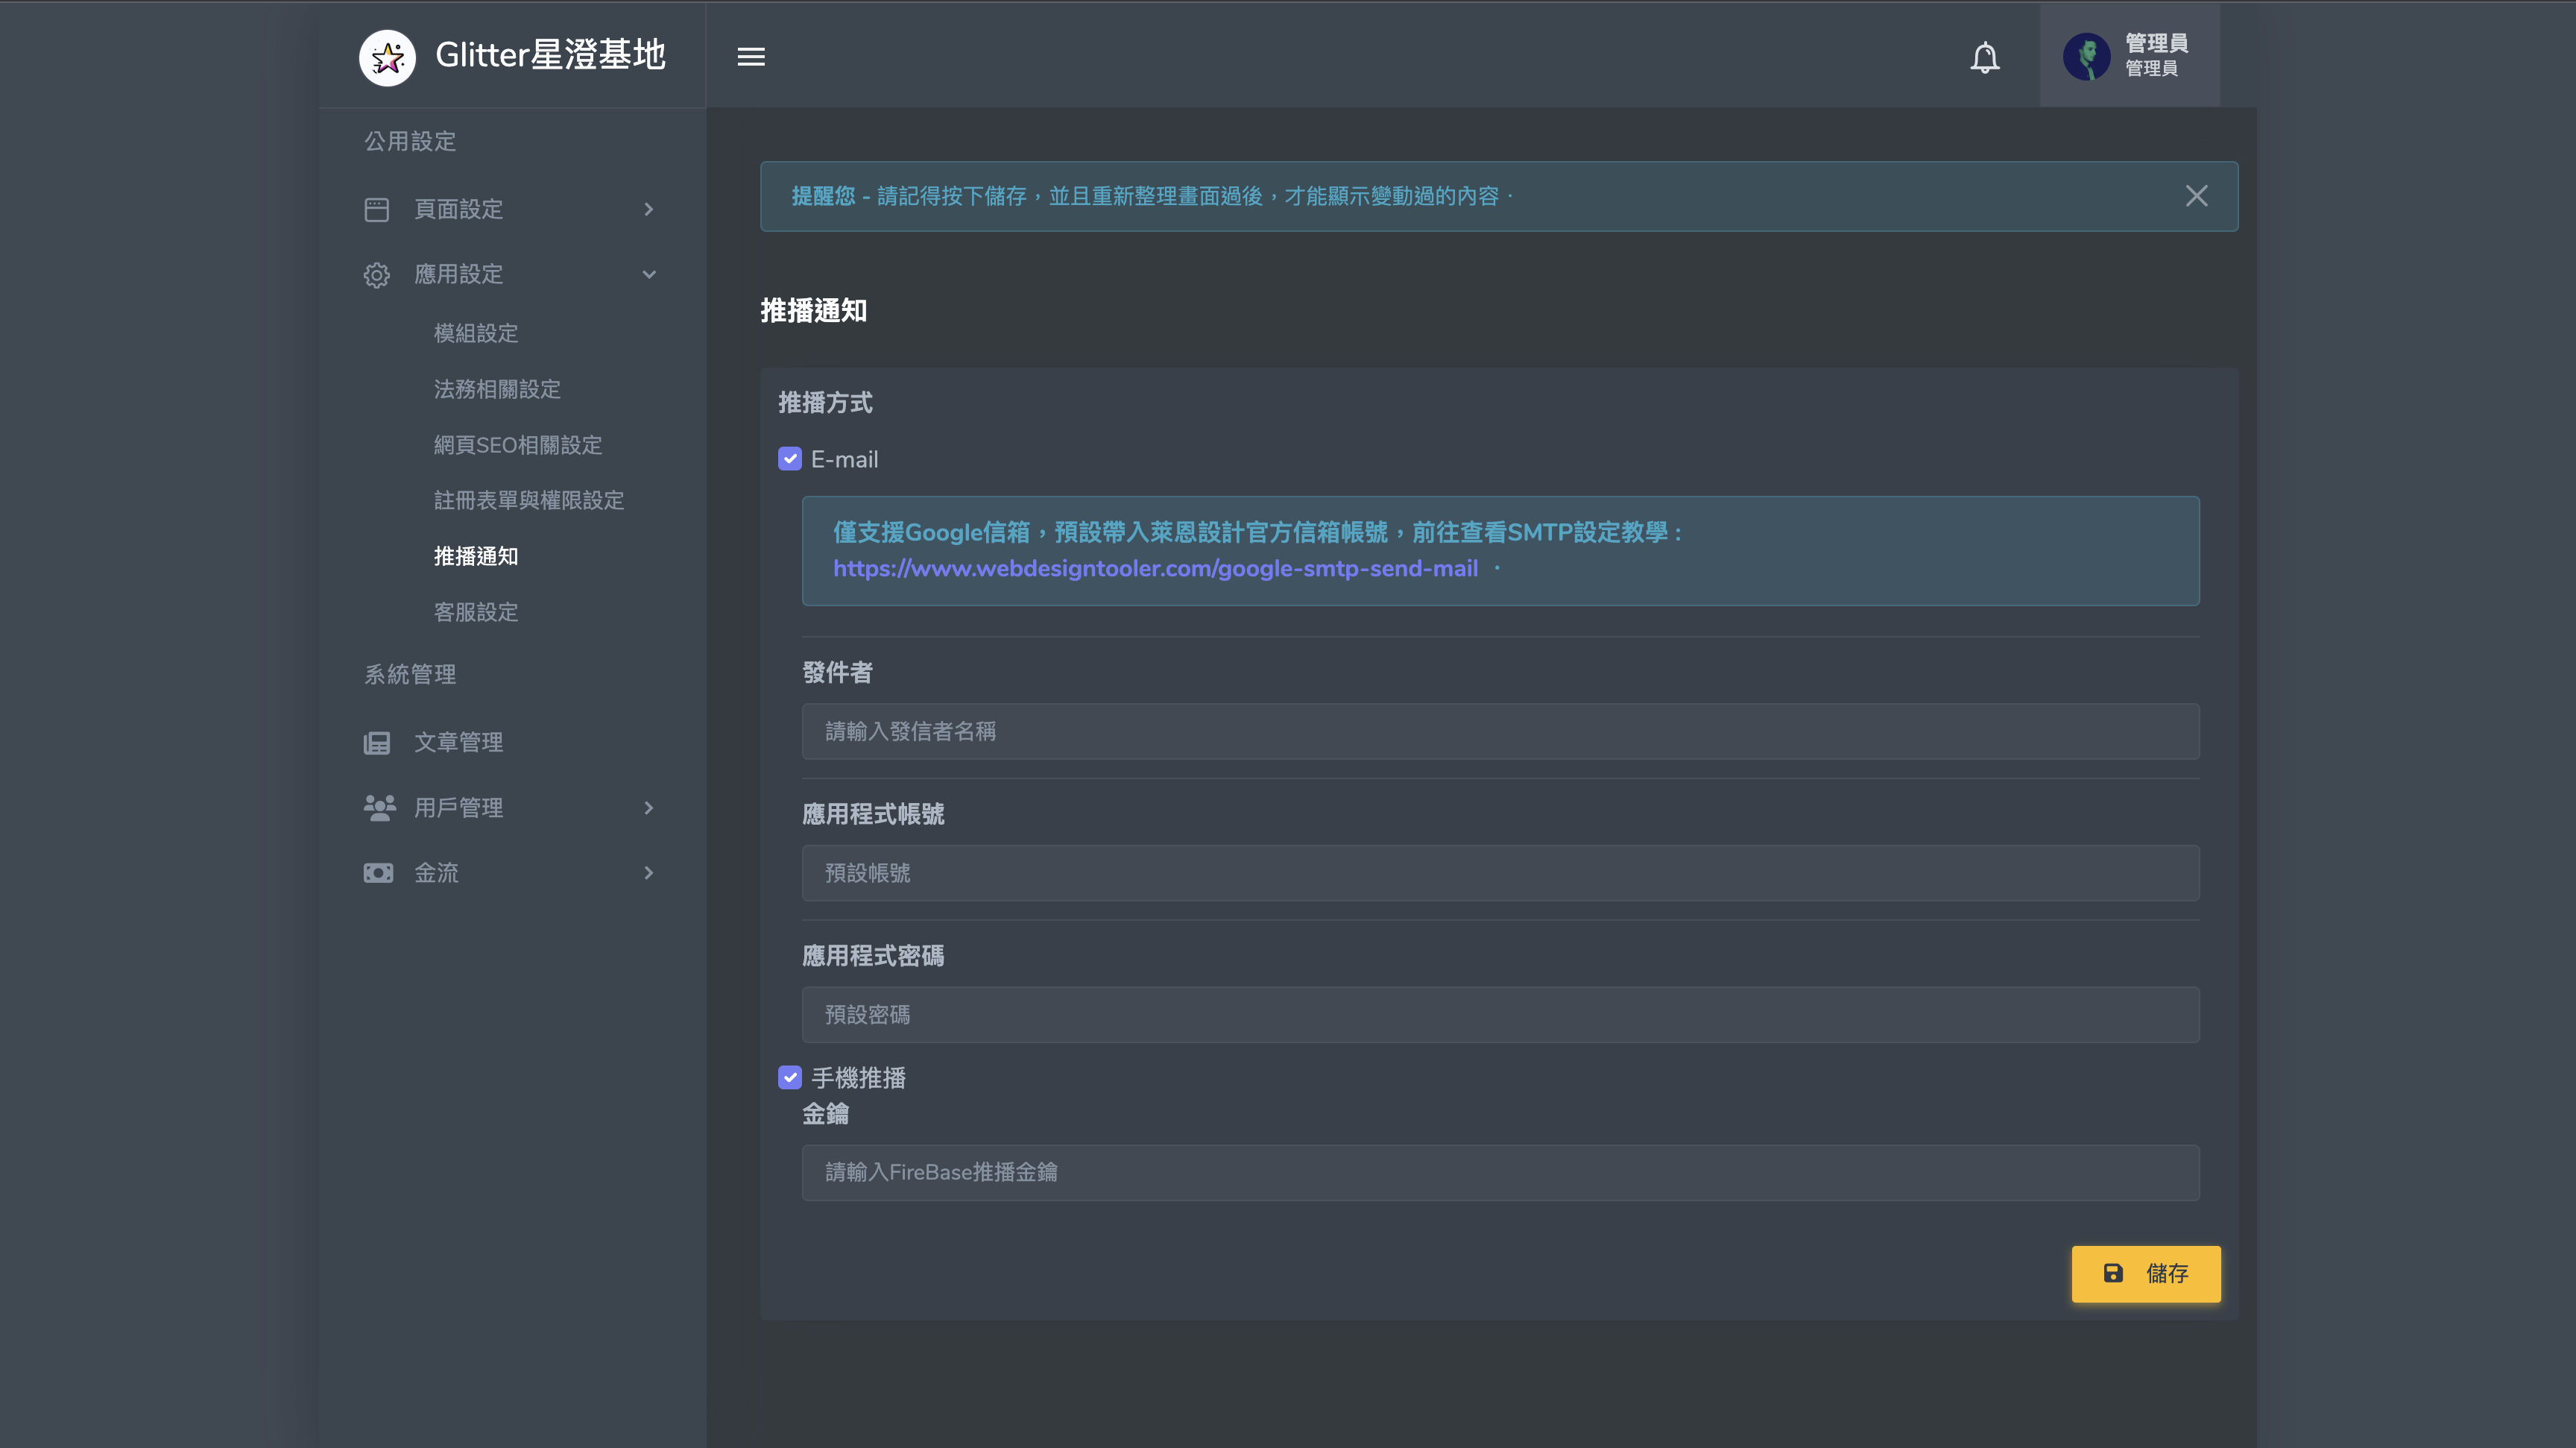 Glitter星澄基地
管理員
管理員
公用設定
頁面設定
應用設定
模組設定
法務相關設定
網頁SEO相關設定
註冊表單與權限設定
推播通知
客服設定
系統管理
文章管理
用戶管理
金流
提醒您 - 請記得按下儲存，並且重新整理畫面過後，才能顯示變動過的內容．
推播通知
推播方式
E-mail
僅支援Google信箱，預設帶入萊恩設計官方信箱帳號，前往查看SMTP設定教學：
https://www.webdesigntooler.com/google-smtp-send-mail ．
發件者
請輸入發信者名稱
應用程式帳號
預設帳號
應用程式密碼
預設密碼
手機推播
金鑰
請輸入FireBase推播金鑰
儲存